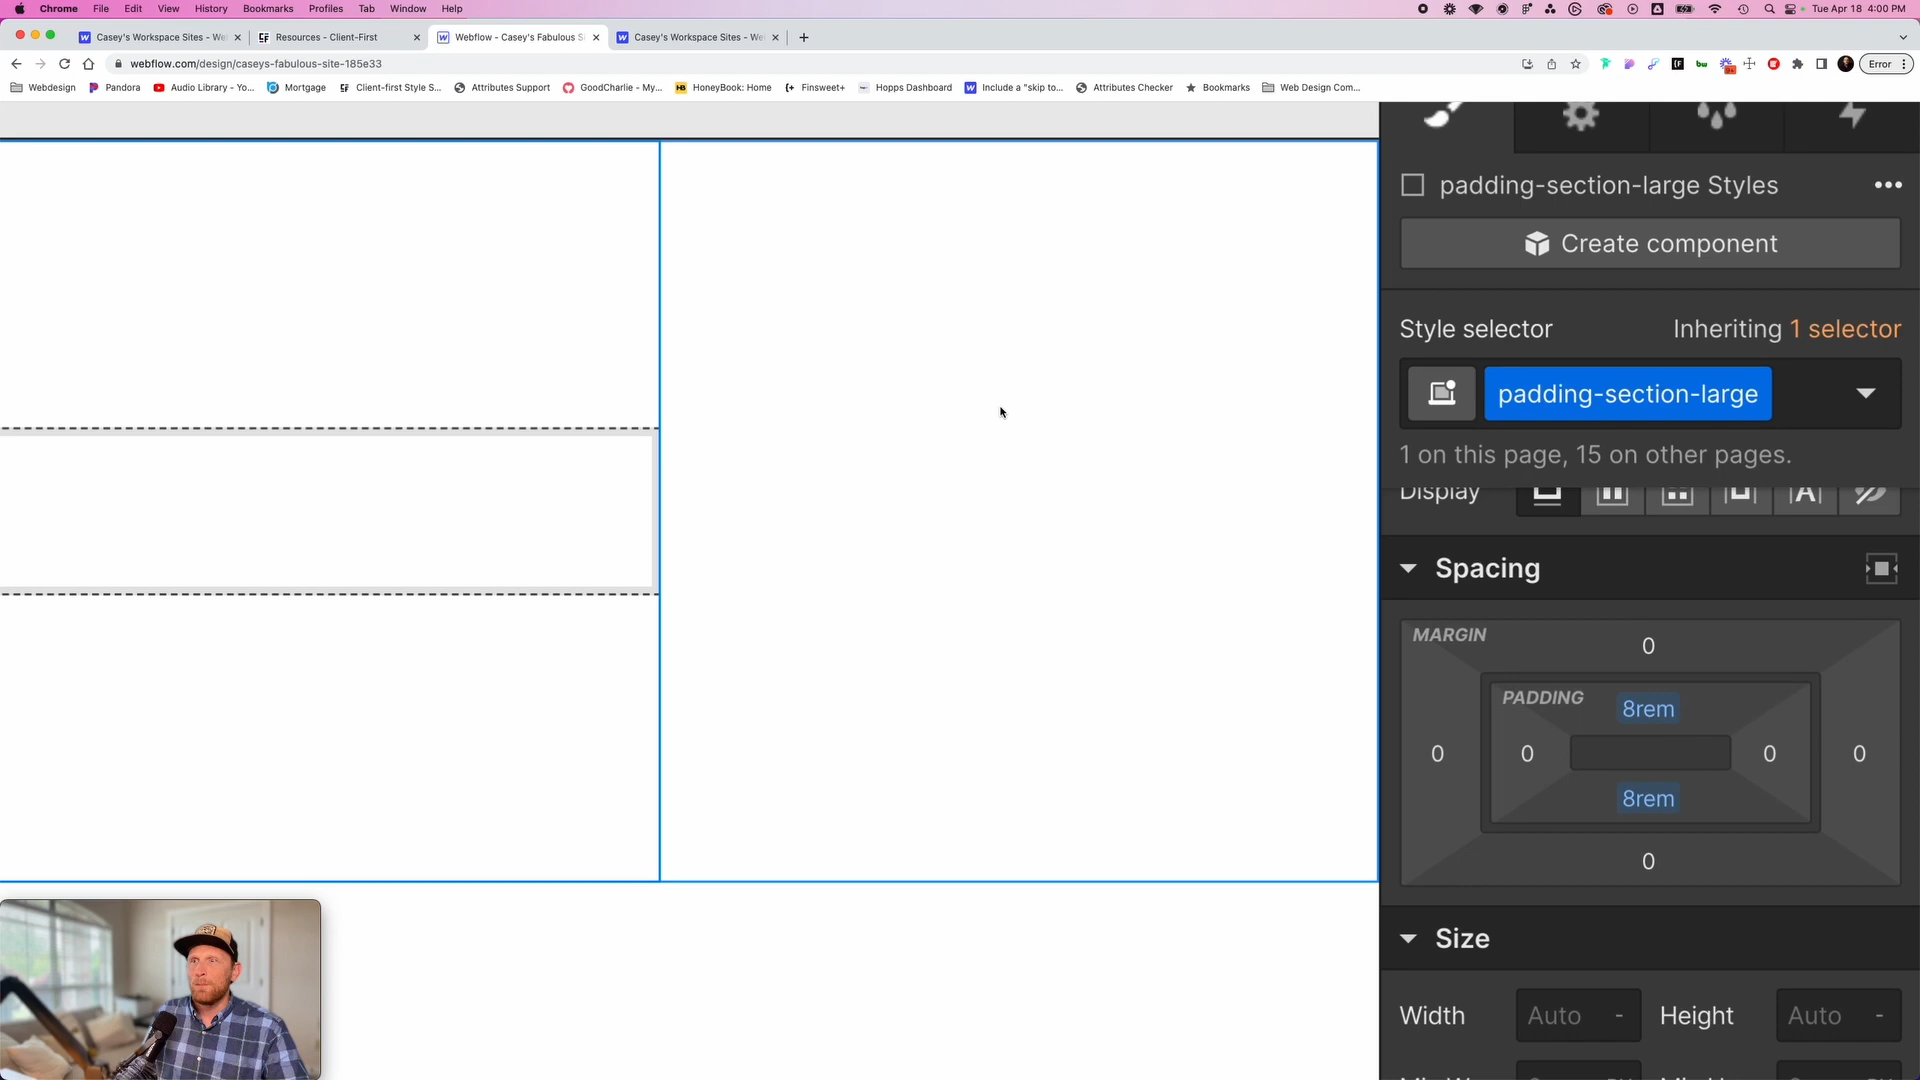 Chrome File Edit View History Bookmarks Profiles Tab Window Help Tue Apr 18 4:00 PM
Casey's Workspace Sites - We Resources - Client-First Webflow - Casey's Fabulous S Casey's Workspace Sites - We
webflow.com/design/caseys-fabulous-site-185e33 Error
Webdesign Pandora Audio Library - Yo... Mortgage Client-first Style S... Attributes Support GoodCharlie - My... HoneyBook: Home Finsweet+ Hopps Dashboard Include a "skip to... Attributes Checker Bookmarks Web Design Com...
padding-section-large Styles
Create component
Style selector Inheriting 1 selector
padding-section-large
1 on this page, 15 on other pages.
Display
Spacing
MARGIN
0
PADDING
8rem
0 0 0 0
8rem
0
Size
Width Auto - Height Auto -